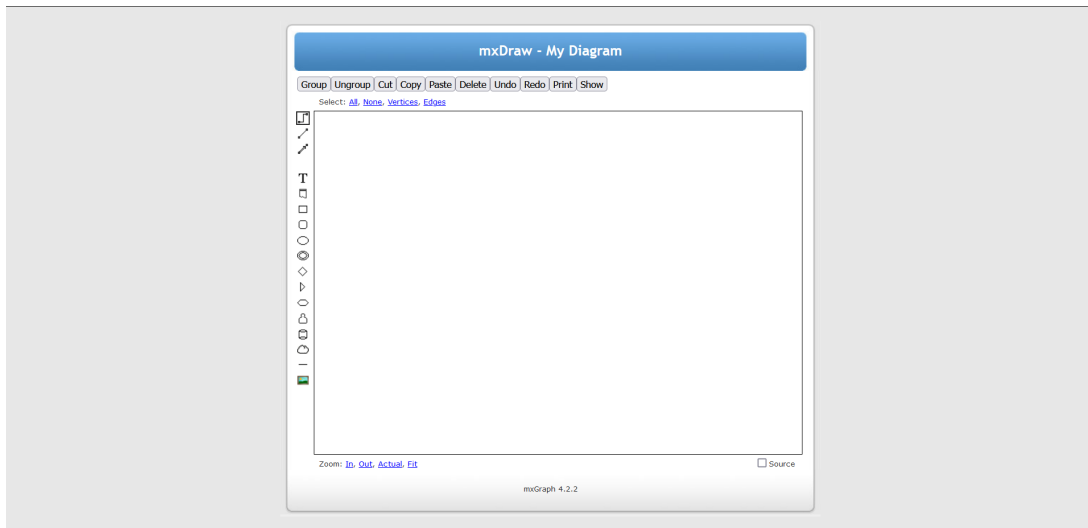 mxDraw - My Diagram
Group Ungroup Cut Copy Paste Delete Undo Redo Print Show
Select: All, None, Vertices, Edges
T
Zoom: In, Out, Actual, Fit
Source
mxGraph 4.2.2